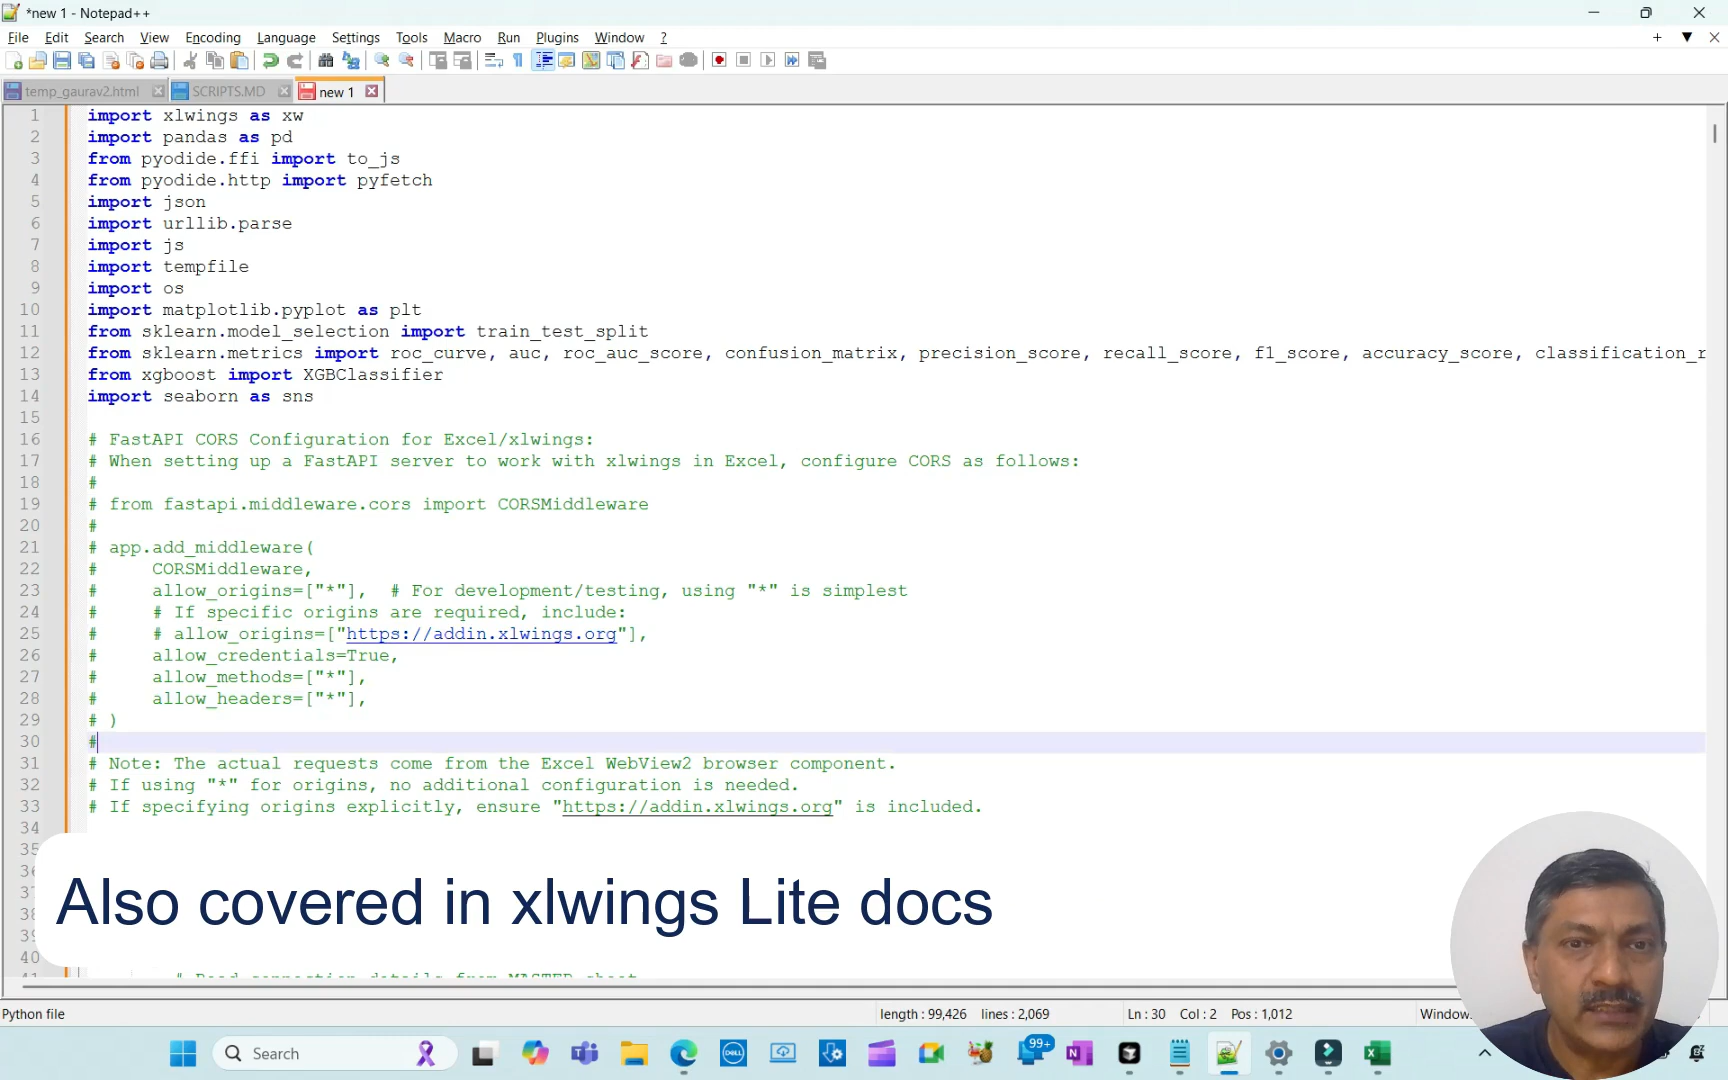 *new 1 - Notepad++
File Edit Search View Encoding Language Settings Tools Macro Run Plugins Window ?
temp_gaurav2.html SCRIPTS.MD new 1
1 import xlwings as xw
2 import pandas as pd
3 from pyodide.ffi import to_js
4 from pyodide.http import pyfetch
5 import json
6 import urllib.parse
7 import js
8 import tempfile
9 import os
10 import matplotlib.pyplot as plt
11 from sklearn.model_selection import train_test_split
12 from sklearn.metrics import roc_curve, auc, roc_auc_score, confusion_matrix, precision_score, recall_score, f1_score, accuracy_score, classification_r
13 from xgboost import XGBClassifier
14 import seaborn as sns
15
16 # FastAPI CORS Configuration for Excel/xlwings:
17 # When setting up a FastAPI server to work with xlwings in Excel, configure CORS as follows:
18 #
19 # from fastapi.middleware.cors import CORSMiddleware
20 #
21 # app.add_middleware(
22 #     CORSMiddleware,
23 #     allow_origins=["*"],  # For development/testing, using "*" is simplest
24 #     # If specific origins are required, include:
25 #     # allow_origins=["https://addin.xlwings.org"],
26 #     allow_credentials=True,
27 #     allow_methods=["*"],
28 #     allow_headers=["*"],
29 # )
30 #
31 # Note: The actual requests come from the Excel WebView2 browser component.
32 # If using "*" for origins, no additional configuration is needed.
33 # If specifying origins explicitly, ensure "https://addin.xlwings.org" is included.
34
Also covered in xlwings Lite docs
40
Python file length : 99,426 lines : 2,069 Ln : 30 Col : 2 Pos : 1,012 Window
Search 99+